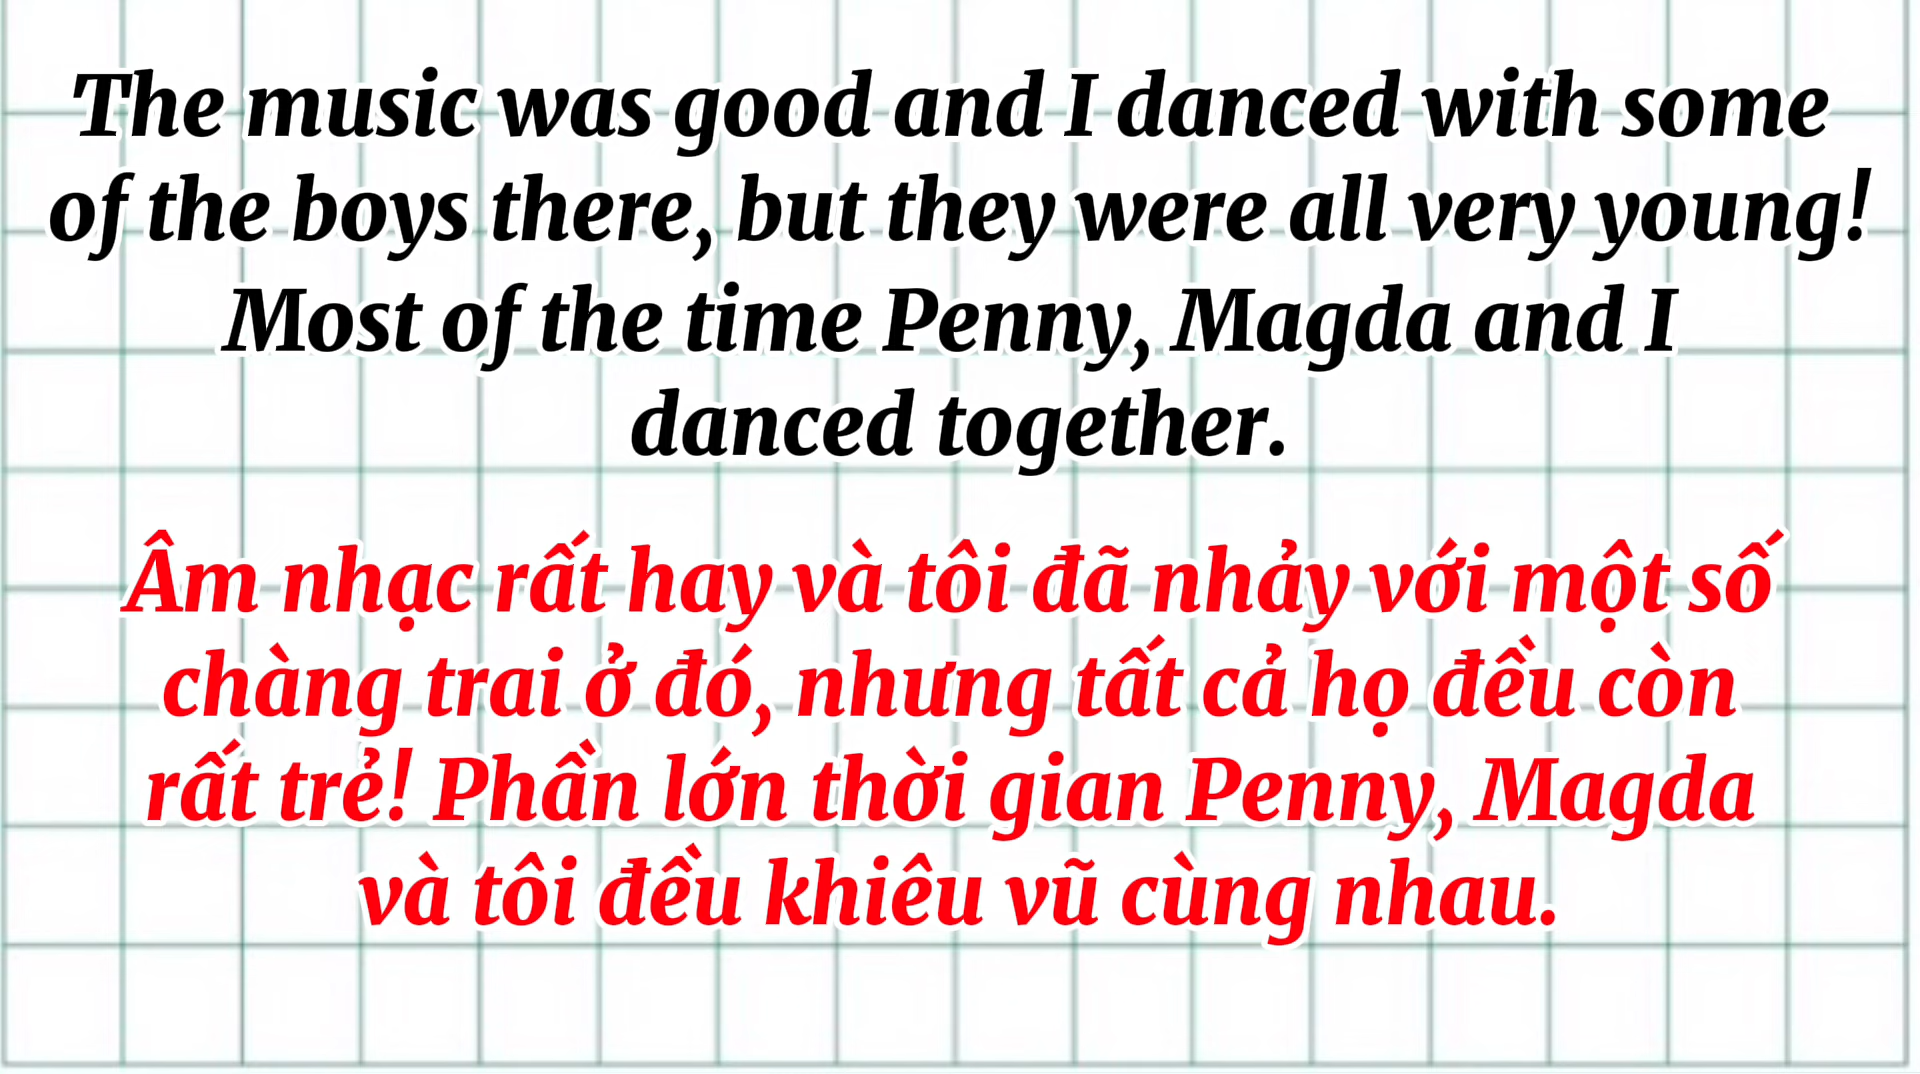 The music was good and I danced with some
of the boys there, but they were all very young!
Most of the time Penny, Magda and I
danced together.
Âm nhạc rất hay và tôi đã nhảy với một số
chàng trai ở đó, nhưng tất cả họ đều còn
rất trẻ! Phần lớn thời gian Penny, Magda
và tôi đều khiêu vũ cùng nhau.